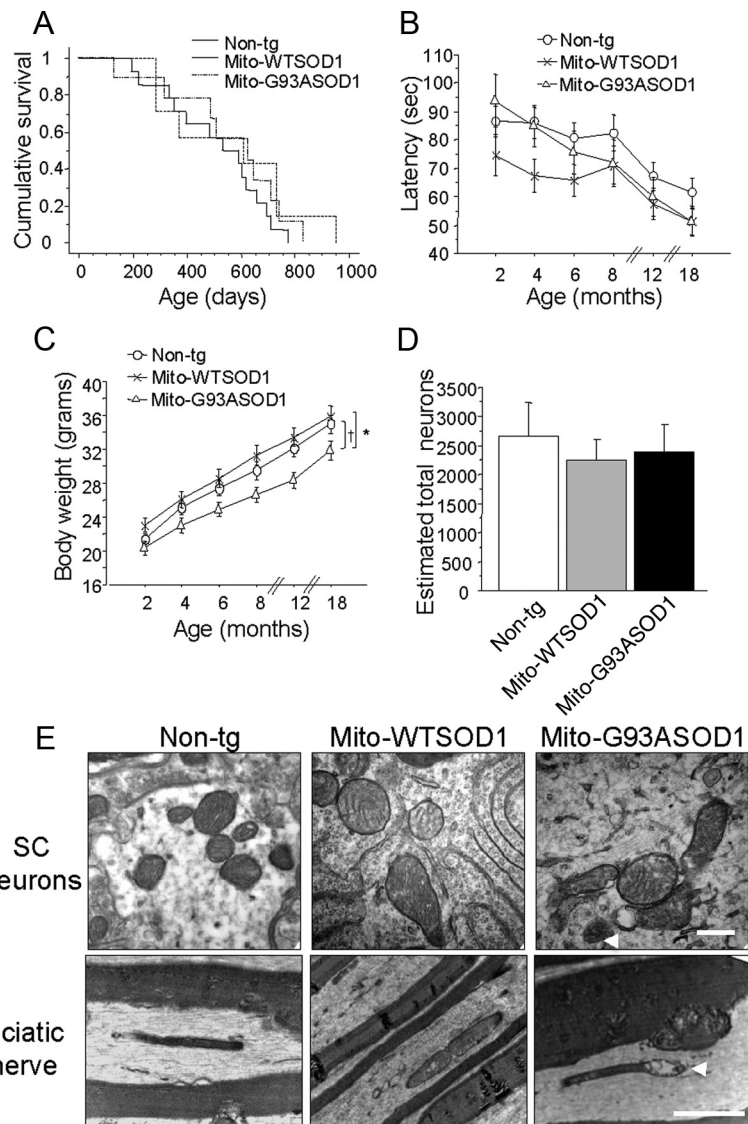 A
Non-tg
Mito-WTSOD1
Mito-G93ASOD1
Cumulative survival
1
0.8
0.6
0.4
0.2
0
0 200 400 600 800 1000
Age (days)
B
Non-tg
Mito-WTSOD1
Mito-G93ASOD1
Latency (sec)
110
100
90
80
70
60
50
40
2 4 6 8 12 18
Age (months)
C
Non-tg
Mito-WTSOD1
Mito-G93ASOD1
Body weight (grams)
40
36
32
28
24
20
16
† *
2 4 6 8 12 18
Age (months)
D
Estimated total neurons
3500
3000
2500
2250
1500
1000
500
0
Non-tg
Mito-WTSOD1
Mito-G93ASOD1
E
Non-tg Mito-WTSOD1 Mito-G93ASOD1
SC
eurons
ciatic
nerve